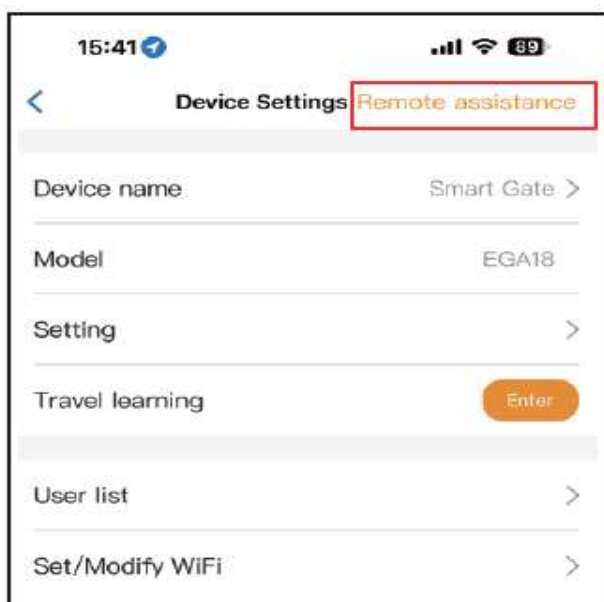 15:41 89
Device Settings Remote assistance
Device name Smart Gate
Model EGA18
Setting
Travel learning Enter
User list
Set/Modify WiFi